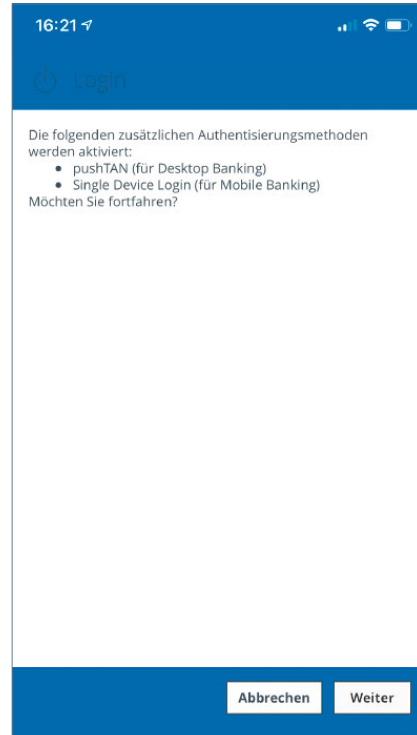 16:21
Login
Die folgenden zusätzlichen Authentisierungsmethoden
werden aktiviert:
• pushTAN (für Desktop Banking)
• Single Device Login (für Mobile Banking)
Möchten Sie fortfahren?
Abbrechen Weiter